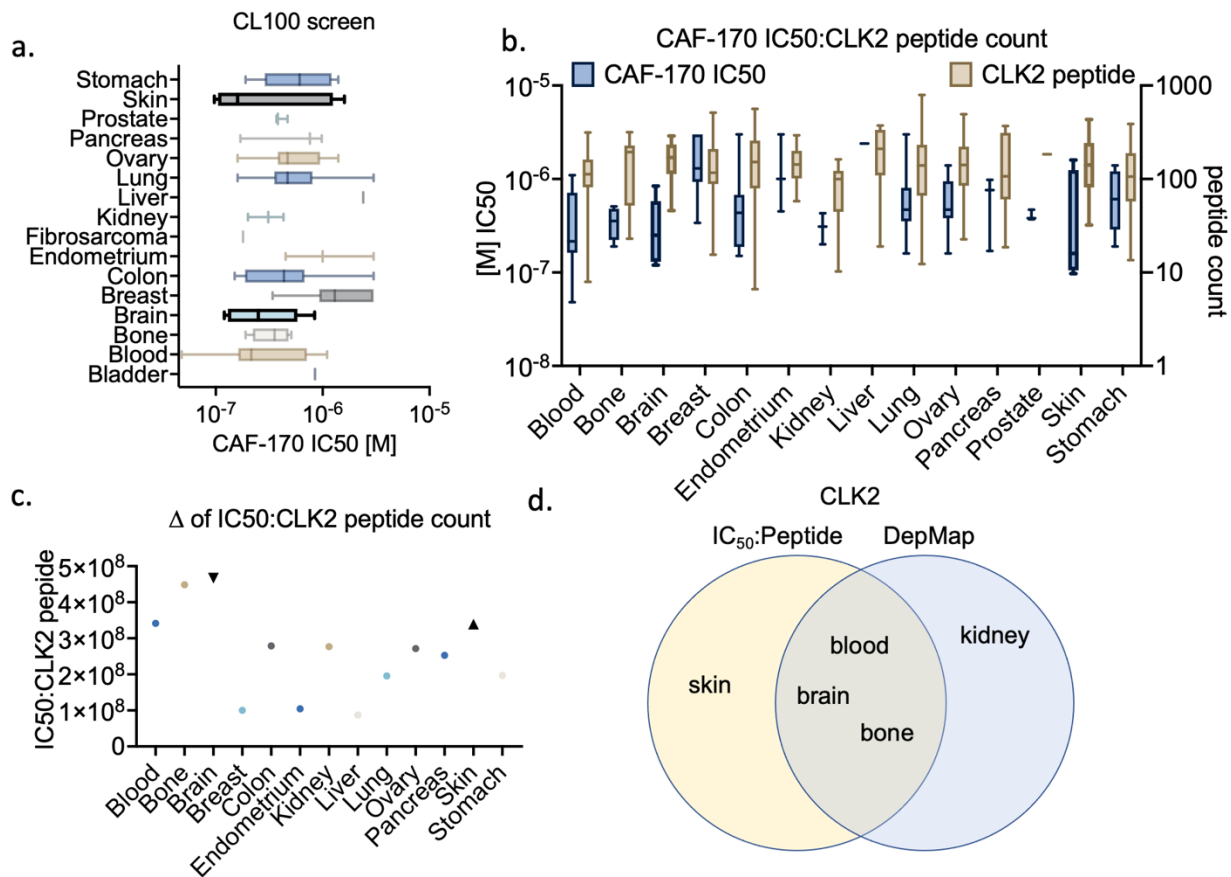 a.
CL100 screen
Stomach
Skin
Prostate
Pancreas
Ovary
Lung
Liver
Kidney
Fibrosarcoma
Endometrium
Colon
Breast
Brain
Bone
Blood
Bladder
10-7
10-6
10-5
CAF-170 IC50 [M]
b.
CAF-170 IC50:CLK2 peptide count
CAF-170 IC50
CLK2 peptide
[M] IC50
10-5
10-6
10-7
10-8
1000
100
10
1
peptide count
Blood
Bone
Brain
Breast
Colon
Endometrium
Kidney
Liver
Lung
Ovary
Pancreas
Prostate
Skin
Stomach
c.
Δ of IC50:CLK2 peptide count
IC50:CLK2 pepide
5×108
4×108
3×108
2×108
1×108
0
Blood
Bone
Brain
Breast
Colon
Endometrium
Kidney
Liver
Lung
Ovary
Pancreas
Skin
Stomach
d.
CLK2
IC50:Peptide
DepMap
skin
blood
brain
bone
kidney